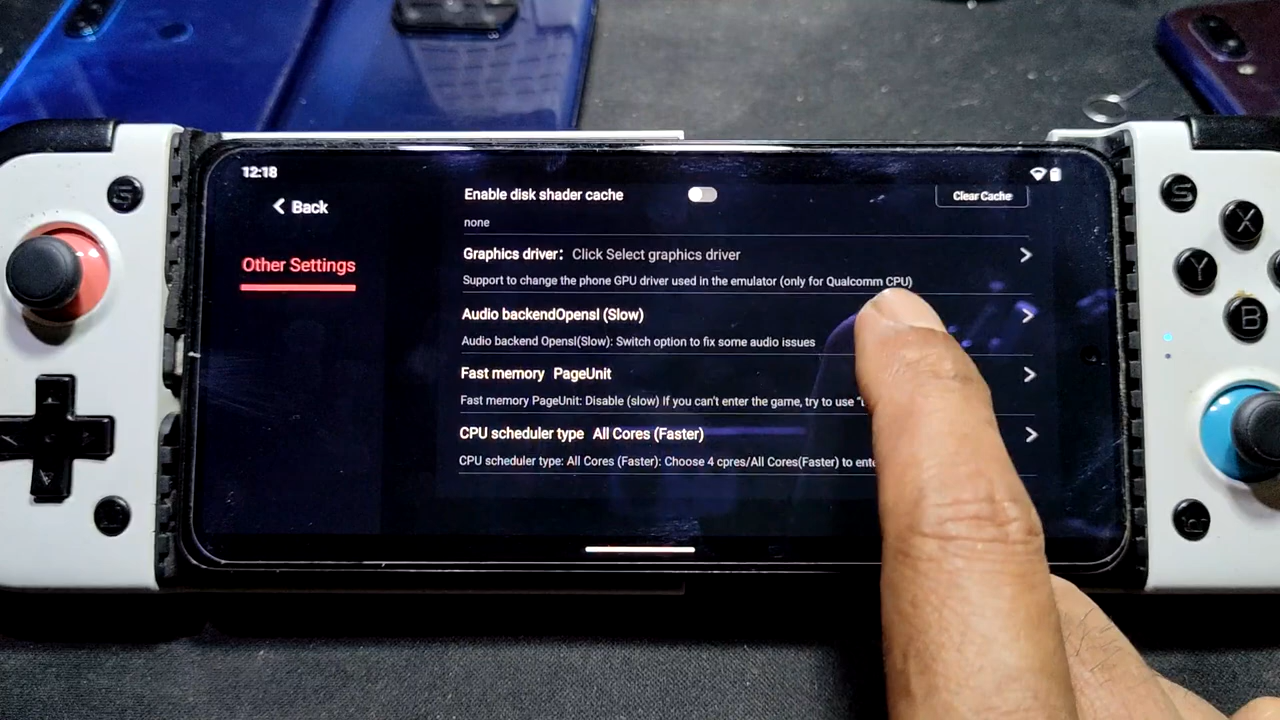 12:18
Back
Other Settings
Enable disk shader cache
Clear Cache
none
Graphics driver: Click Select graphics driver
Support to change the phone GPU driver used in the emulator (only for Qualcomm CPU)
Audio backendOpensl (Slow)
Audio backend Opensl(Slow): Switch option to fix some audio issues
Fast memory PageUnit
Fast memory PageUnit: Disable (slow) If you can't enter the game, try to use
CPU scheduler type All Cores (Faster)
CPU scheduler type: All Cores (Faster): Choose 4 cpres/All Cores(Faster) to
S
S
X
Y
B